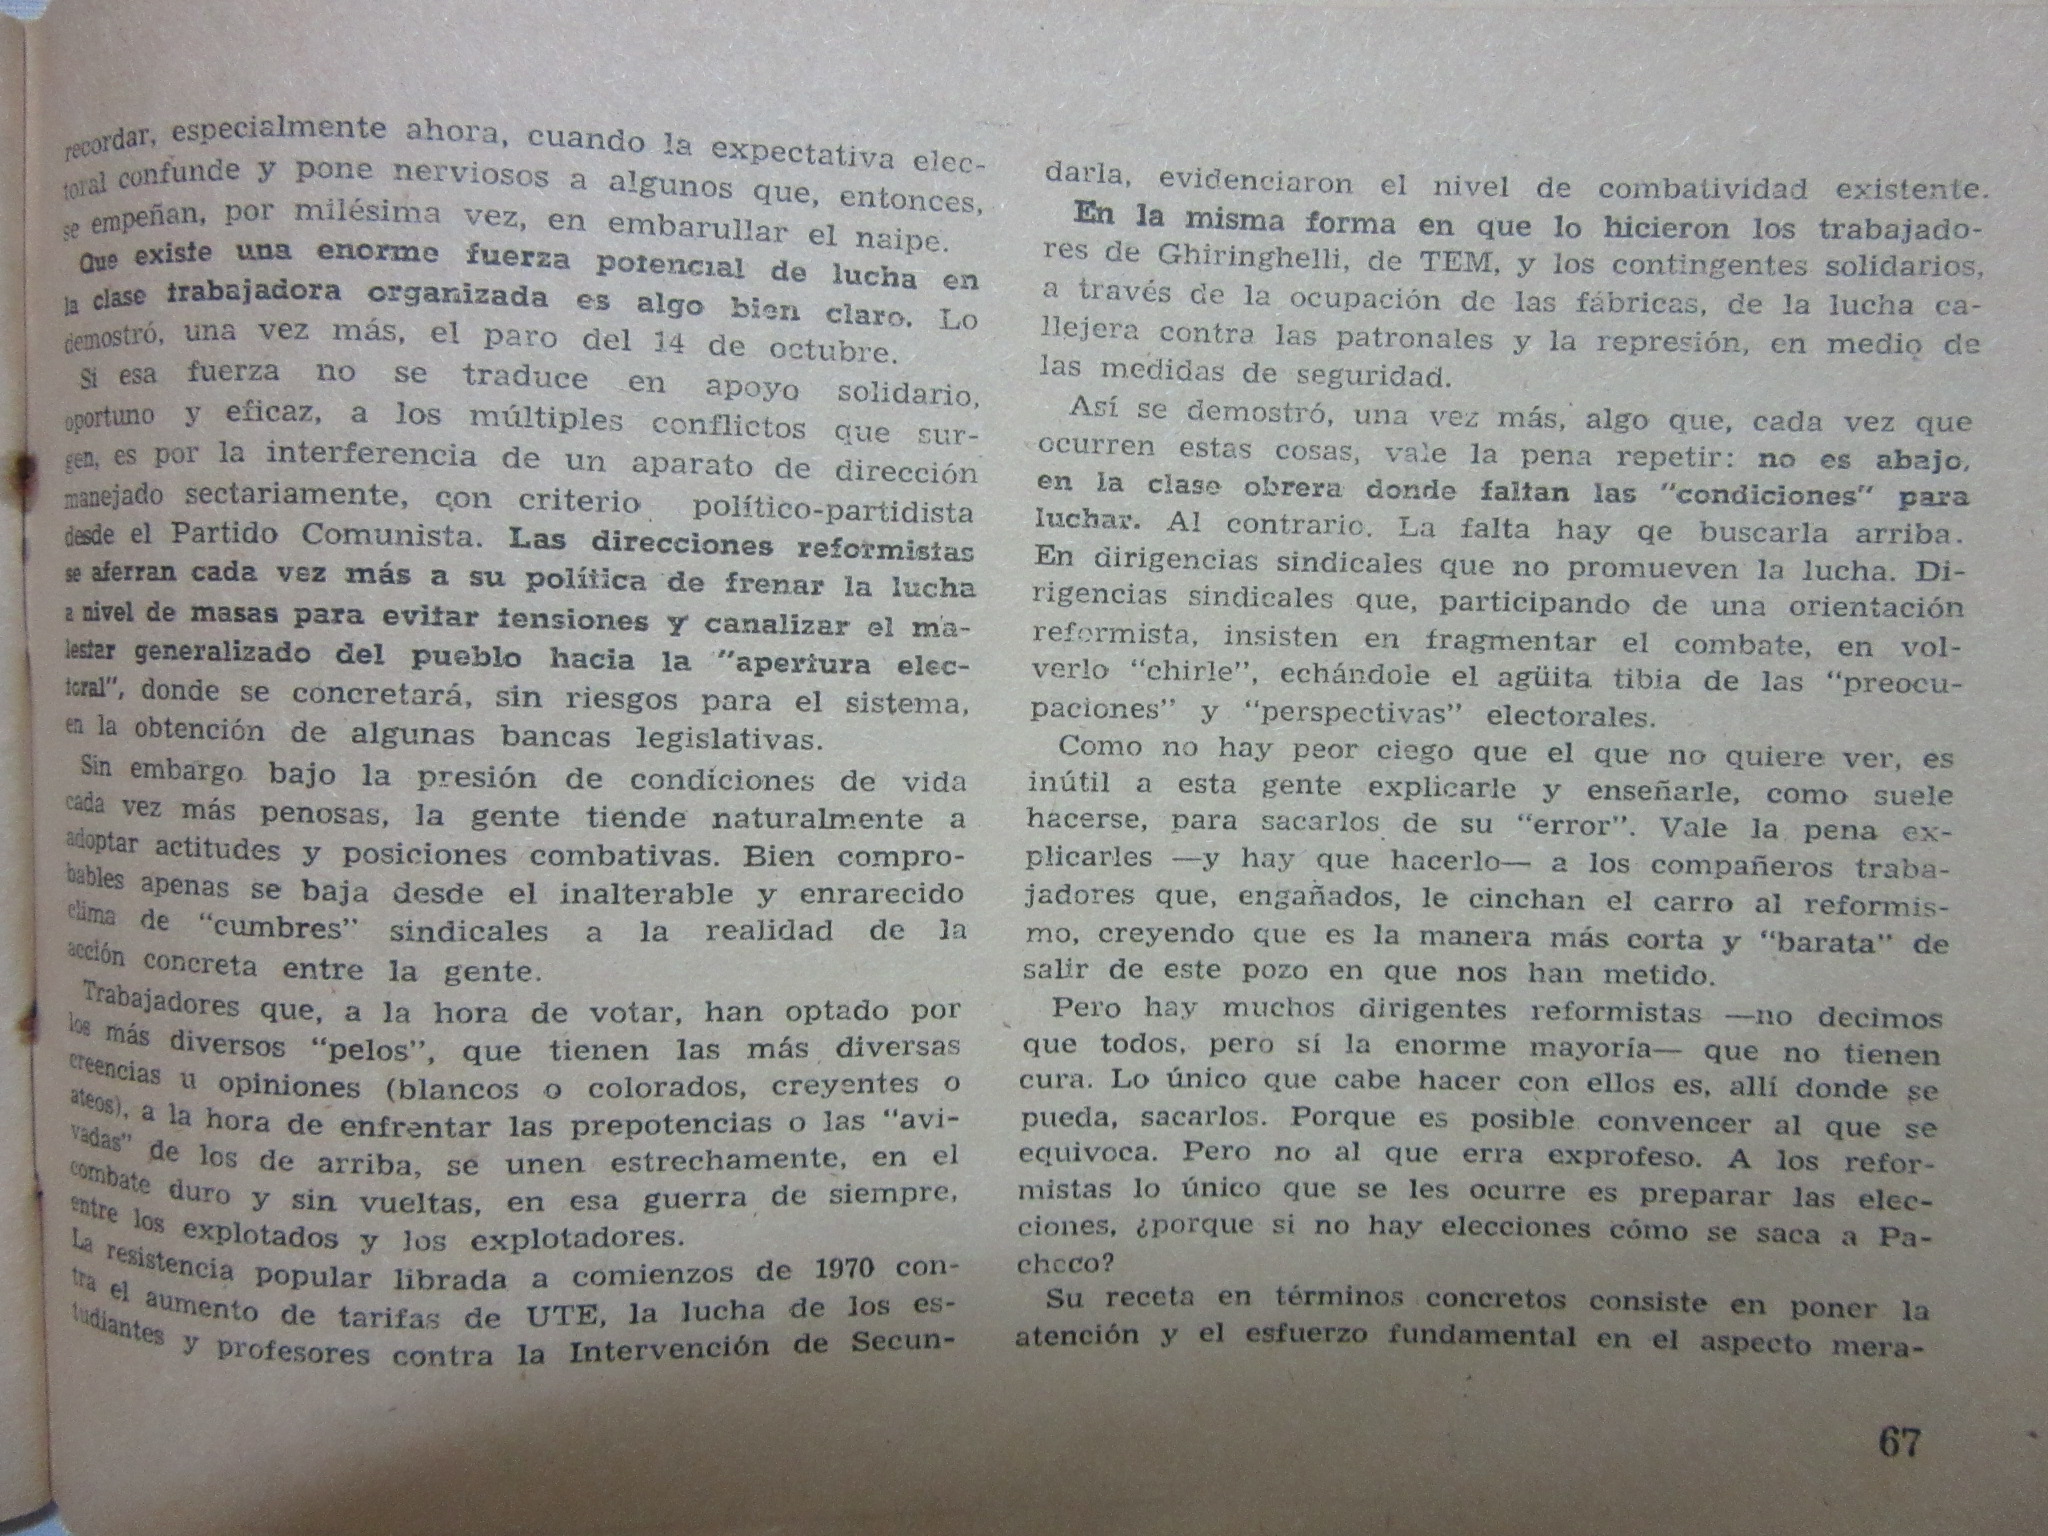 recordar, especialmente ahora, cuando la expectativa elec-
toral confunde y pone nerviosos a algunos que, entonces,
se empeñan, por milésima vez, en embarullar el naipe.
Que existe una enorme fuerza potencial de lucha en
la clase trabajadora organizada es algo bien claro. Lo
demostró, una vez más, el paro del 14 de octubre.
Si esa fuerza no se traduce en apoyo solidario,
oportuno y eficaz, a los múltiples conflictos que sur-
gen, es por la interferencia de un aparato de dirección
manejado sectariamente, con criterio político-partidista
desde el Partido Comunista. Las direcciones reformistas
se aferran cada vez más a su política de frenar la lucha
a nivel de masas para evitar tensiones y canalizar el ma-
lestar generalizado del pueblo hacia la "apertura elec-
toral", donde se concretará, sin riesgos para el sistema,
en la obtención de algunas bancas legislativas.
Sin embargo bajo la presión de condiciones de vida
cada vez más penosas, la gente tiende naturalmente a
adoptar actitudes y posiciones combativas. Bien compro-
bables apenas se baja desde el inalterable y enrarecido
clima de "cumbres" sindicales a la realidad de la
acción concreta entre la gente.
Trabajadores que, a la hora de votar, han optado por
los más diversos "pelos", que tienen las más diversas
creencias u opiniones (blancos o colorados, creyentes o
ateos), a la hora de enfrentar las prepotencias o las "avi-
vadas" de los de arriba, se unen estrechamente, en el
combate duro y sin vueltas, en esa guerra de siempre,
entre los explotados y los explotadores.
La resistencia popular librada a comienzos de 1970 con-
tra el aumento de tarifas de UTE, la lucha de los es-
tudiantes y profesores contra la Intervención de Secun-
darla, evidenciaron el nivel de combatividad existente.
En la misma forma en que lo hicieron los trabajado-
res de Ghiringhelli, de TEM, y los contingentes solidarios,
a través de la ocupación de las fábricas, de la lucha ca-
llejera contra las patronales y la represión, en medio de
las medidas de seguridad.
Así se demostró, una vez más, algo que, cada vez que
ocurren estas cosas, vale la pena repetir: no es abajo,
en la clase obrera donde faltan las "condiciones" para
luchar. Al contrario. La falta hay qe buscarla arriba.
En dirigencias sindicales que no promueven la lucha. Di-
rigencias sindicales que, participando de una orientación
reformista, insisten en fragmentar el combate, en vol-
verlo "chirle", echándole el agüita tibia de las "preocu-
paciones" y "perspectivas" electorales.
Como no hay peor ciego que el que no quiere ver, es
inútil a esta gente explicarle y enseñarle, como suele
hacerse, para sacarlos de su "error". Vale la pena ex-
plicarles —y hay que hacerlo— a los compañeros traba-
jadores que, engañados, le cinchan el carro al reformis-
mo, creyendo que es la manera más corta y "barata" de
salir de este pozo en que nos han metido.
Pero hay muchos dirigentes reformistas —no decimos
que todos, pero sí la enorme mayoría— que no tienen
cura. Lo único que cabe hacer con ellos es, allí donde se
pueda, sacarlos. Porque es posible convencer al que se
equivoca. Pero no al que erra exprofeso. A los refor-
mistas lo único que se les ocurre es preparar las elec-
ciones, ¿porque si no hay elecciones cómo se saca a Pa-
checo?
Su receta en términos concretos consiste en poner la
atención y el esfuerzo fundamental en el aspecto mera-
67